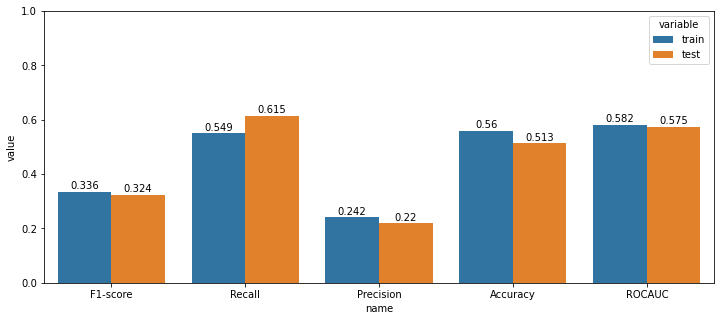 1.0
0.8
0.6
0.4
0.2
0.0
value
variable
train
test
0.336
0.324
0.549
0.615
0.242
0.22
0.56
0.513
0.582
0.575
F1-score
Recall
Precision
Accuracy
ROCAUC
name